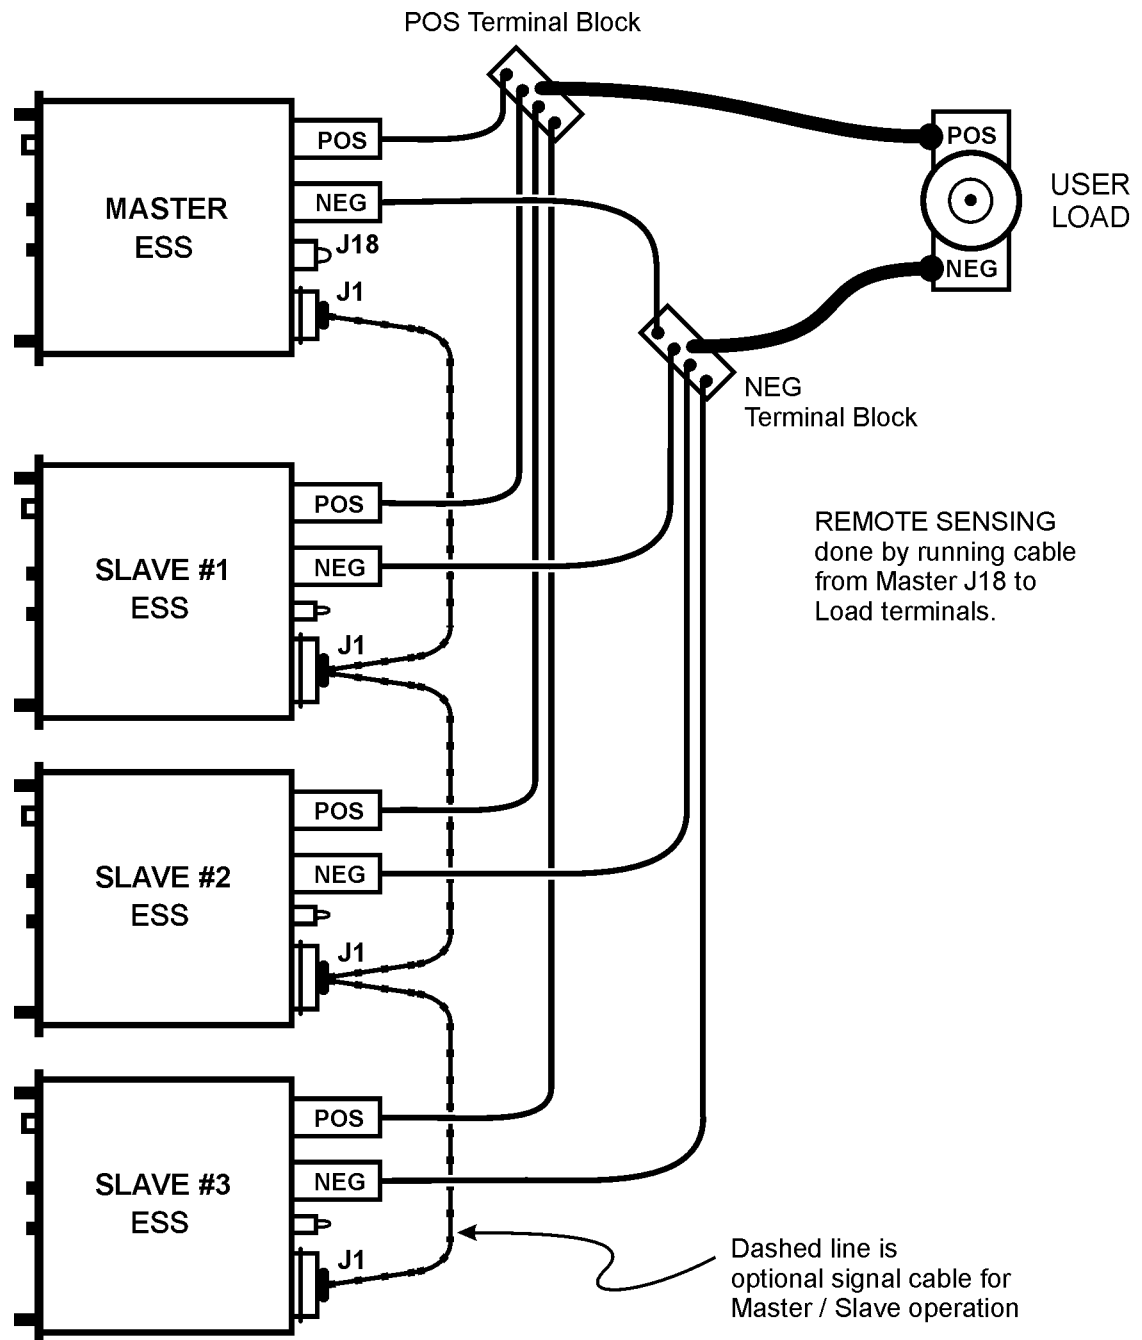 POS Terminal Block
POS
MASTER
ESS
NEG
J18
J1
POS
NEG
USER
LOAD
NEG
Terminal Block
SLAVE #1
ESS
POS
NEG
J1
REMOTE SENSING
done by running cable
from Master J18 to
Load terminals.
SLAVE #2
ESS
POS
NEG
J1
SLAVE #3
ESS
POS
NEG
J1
Dashed line is
optional signal cable for
Master / Slave operation